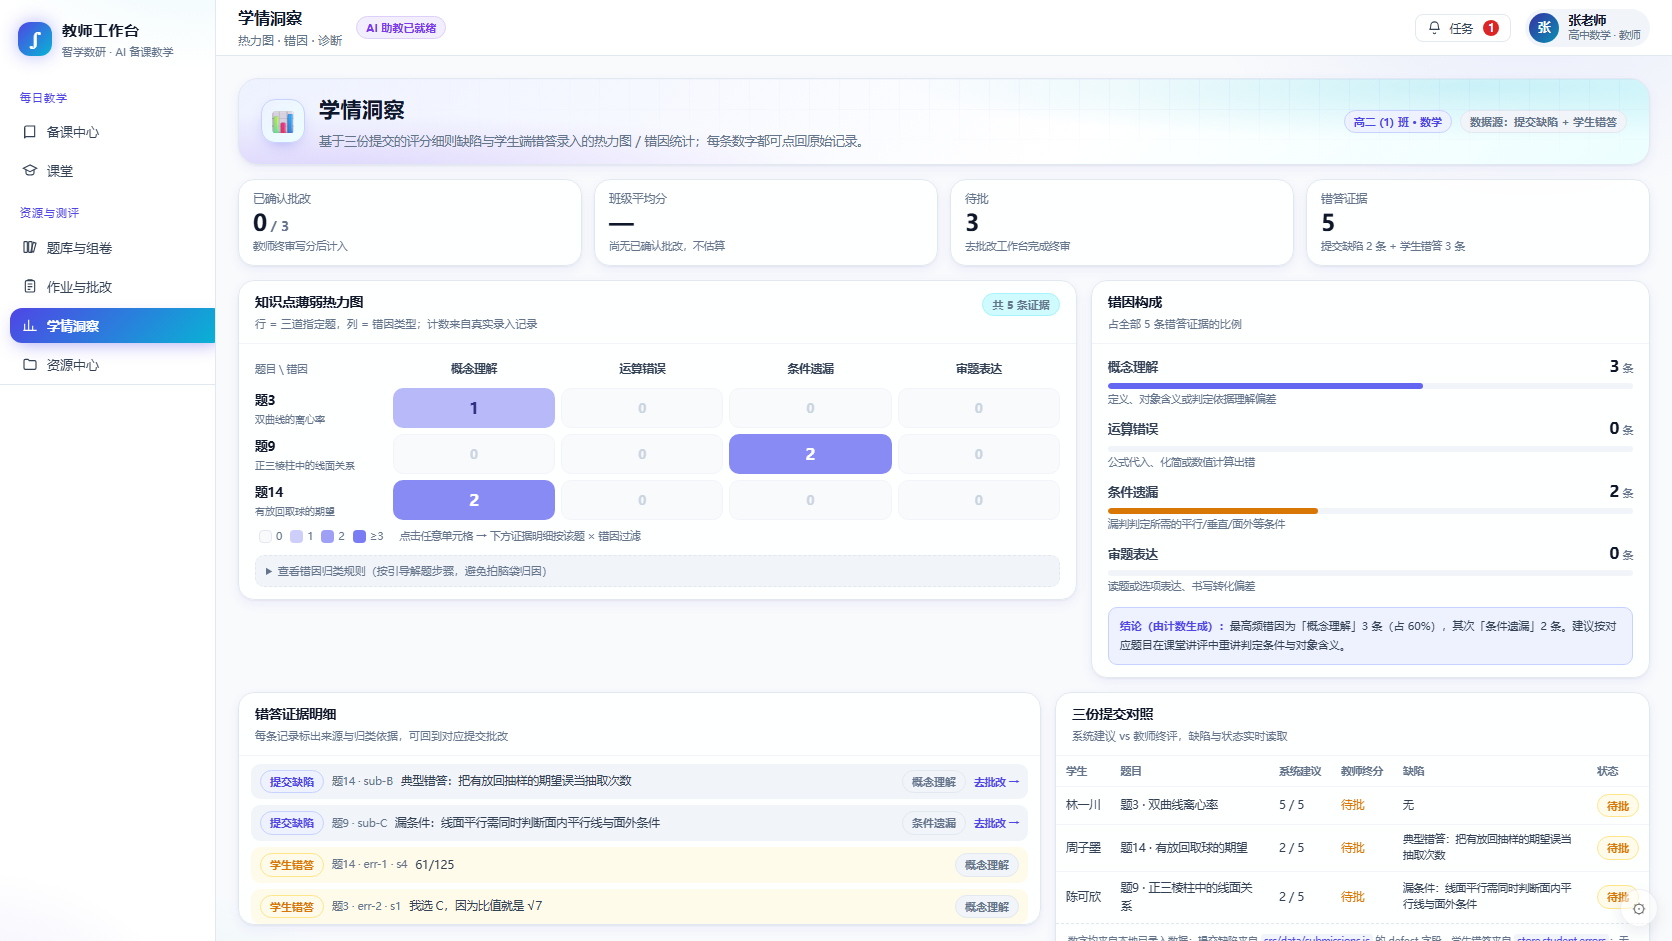 教师工作台
智学数研 · AI 备课教学
每日教学
备课中心
课堂
资源与测评
题库与组卷
作业与批改
学情洞察
资源中心
学情洞察
热力图 · 错因 · 诊断
AI 助教已就绪
任务 1
张
张老师
高中数学 · 教师
学情洞察
基于三份提交的评分细则缺陷与学生端错答录入的热力图 / 错因统计；每条数字都可点回原始记录。
高二 (1) 班 • 数学
数据源：提交缺陷 + 学生错答
已确认批改
0 / 3
教师终审写分后计入
班级平均分
—
尚无已确认批改，不估算
待批
3
去批改工作台完成终审
错答证据
5
提交缺陷 2 条 + 学生错答 3 条
知识点薄弱热力图
行 = 三道指定题，列 = 错因类型；计数来自真实录入记录
共 5 条证据
题目 \ 错因 概念理解 运算错误 条件遗漏 审题表达
题3
双曲线的离心率
1 0 0 0
题9
正三棱柱中的线面关系
0 0 2 0
题14
有放回取球的期望
2 0 0 0
0 1 2 ≥3 点击任意单元格 → 下方证据明细按该题 × 错因过滤
▶ 查看错因归类规则（按引导解题步骤，避免拍脑袋归因）
错因构成
占全部 5 条错答证据的比例
概念理解 3 条
定义、对象含义或判定依据理解偏差
运算错误 0 条
公式代入、化简或数值计算出错
条件遗漏 2 条
漏判判定所需的平行/垂直/面外等条件
审题表达 0 条
读题或选项表达、书写转化偏差
结论（由计数生成）：最高频错因为「概念理解」3 条（占 60%），其次「条件遗漏」2 条。建议按对
应题目在课堂讲评中重讲判定条件与对象含义。
错答证据明细
每条记录标出来源与归类依据，可回到对应提交批改
提交缺陷 题14 · sub-B 典型错答：把有放回抽样的期望误当抽取次数 概念理解 去批改 →
提交缺陷 题9 · sub-C 漏条件：线面平行需同时判断面内平行线与面外条件 条件遗漏 去批改 →
学生错答 题14 · err-1 · s4 61/125 概念理解
学生错答 题3 · err-2 · s1 我选 C，因为比值就是 √7 概念理解
三份提交对照
系统建议 vs 教师终评，缺陷与状态实时读取
学生 题目 系统建议 教师终分 缺陷 状态
林一川 题3 · 双曲线离心率 5 / 5 待批 无 待批
周子墨 题14 · 有放回取球的期望 2 / 5 待批 典型错答：把有放回抽样的期望误当
抽取次数
待批
陈可欣 题9 · 正三棱柱中的线面关
系
2 / 5 待批 漏条件：线面平行需同时判断面内平
行线与面外条件
待批
数字均来自本地已录入数据：提交缺陷来自 src/data/submissions.js 的 defect 字段，学生错答来自 store.student.errors；无